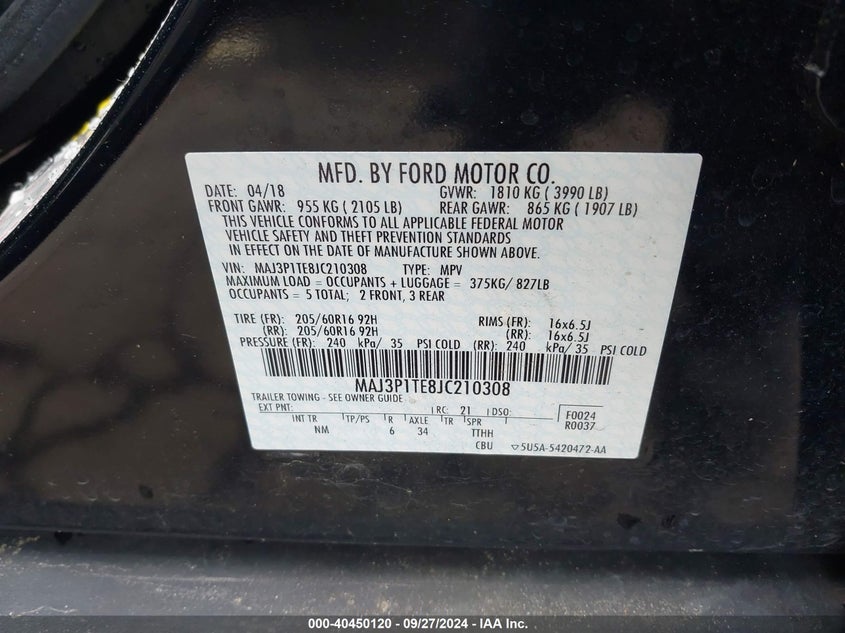 MFD. BY FORD MOTOR CO.
DATE: 04/18 GVWR: 1810 KG ( 3990 LB)
FRONT GAWR: 955 KG ( 2105 LB) REAR GAWR: 865 KG ( 1907 LB)
THIS VEHICLE CONFORMS TO ALL APPLICABLE FEDERAL MOTOR
VEHICLE SAFETY AND THEFT PREVENTION STANDARDS
IN EFFECT ON THE DATE OF MANUFACTURE SHOWN ABOVE.
VIN: MAJ3P1TE8JC210308 TYPE: MPV
MAXIMUM LOAD = OCCUPANTS + LUGGAGE = 375KG/ 827LB
OCCUPANTS = 5 TOTAL; 2 FRONT, 3 REAR
TIRE (FR): 205/60R16 92H RIMS (FR): 16x6.5J
(RR): 205/60R16 92H (RR): 16x6.5J
PRESSURE (FR): 240 kPa/ 35 PSI COLD (RR): 240 kPa/ 35 PSI COLD
MAJ3P1TE8JC210308
TRAILER TOWING - SEE OWNER GUIDE
EXT PNT: RC: 21 DSO: F0024
INT TR TP/PS R AXLE TR SPR R0037
NM 6 34 TTHH
CBU 5U5A-5420472-AA
000-40450120 - 09/27/2024 - IAA Inc.